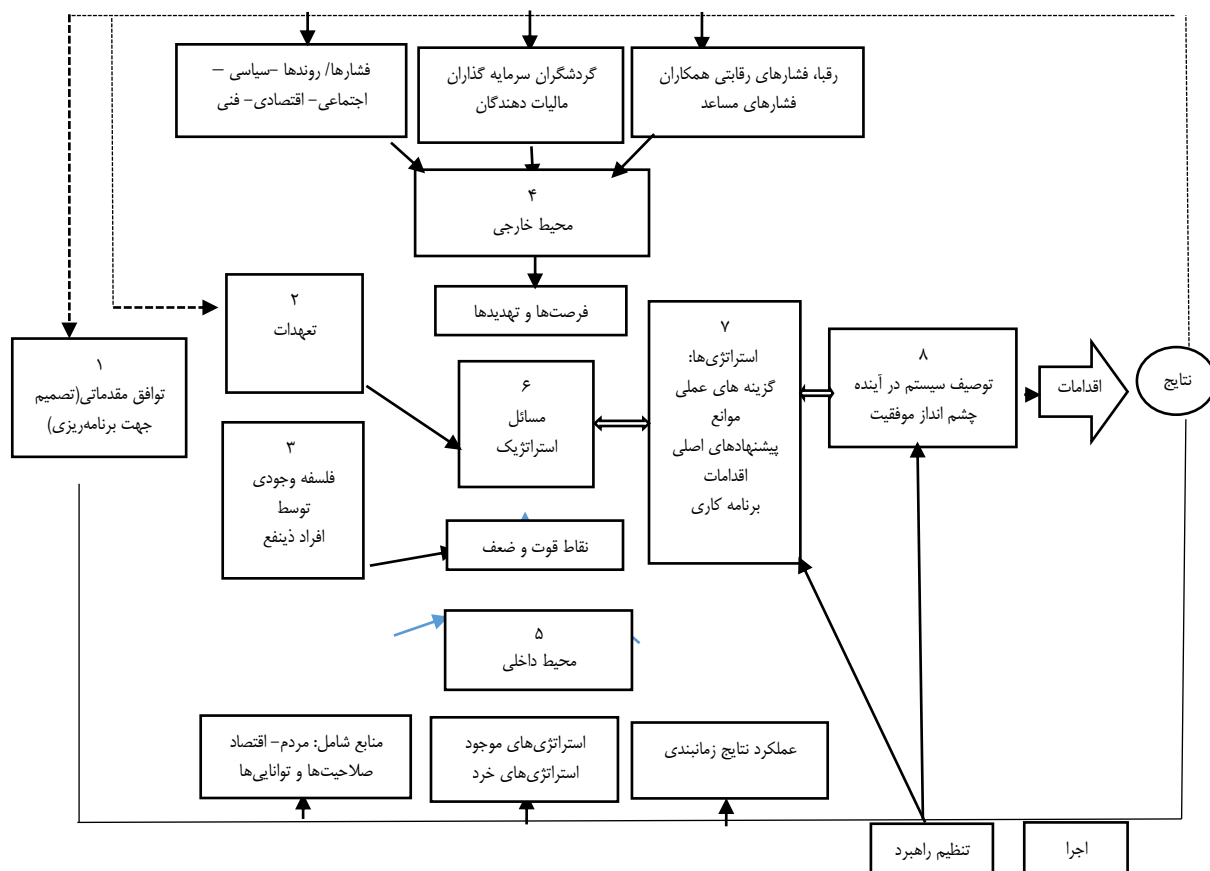 فشارها/ روندها –سیاسی –
اجتماعی– اقتصادی– فنی
گردشگران سرمایه گذاران
مالیات دهندگان
رقبا، فشارهای رقابتی همکاران
فشارهای مساعد
۴
محیط خارجی
فرصت‌ها و تهدیدها
۱
توافق مقدماتی(تصمیم
جهت برنامه‌ریزی)
۲
تعهدات
۳
فلسفه وجودی
توسط
افراد ذینفع
۶
مسائل
استراتژیک
نقاط قوت و ضعف
۵
محیط داخلی
۷
استراتژی‌ها:
گزینه های عملی
موانع
پیشنهادهای اصلی
اقدامات
برنامه کاری
۸
توصیف سیستم در آینده
چشم انداز موفقیت
اقدامات
نتایج
منابع شامل: مردم– اقتصاد
صلاحیت‌ها و توانایی‌ها
استراتژی‌های موجود
استراتژی‌های خرد
عملکرد نتایج زمانبندی
تنظیم راهبرد
اجرا